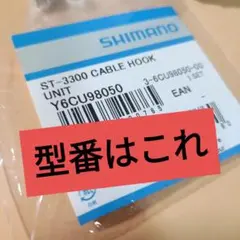 SHIMANO
ST-3300 CABLE HOOK
UNIT
Y6CU98050
3-6CU98050-00
1 SET
EAN
型番はこれ